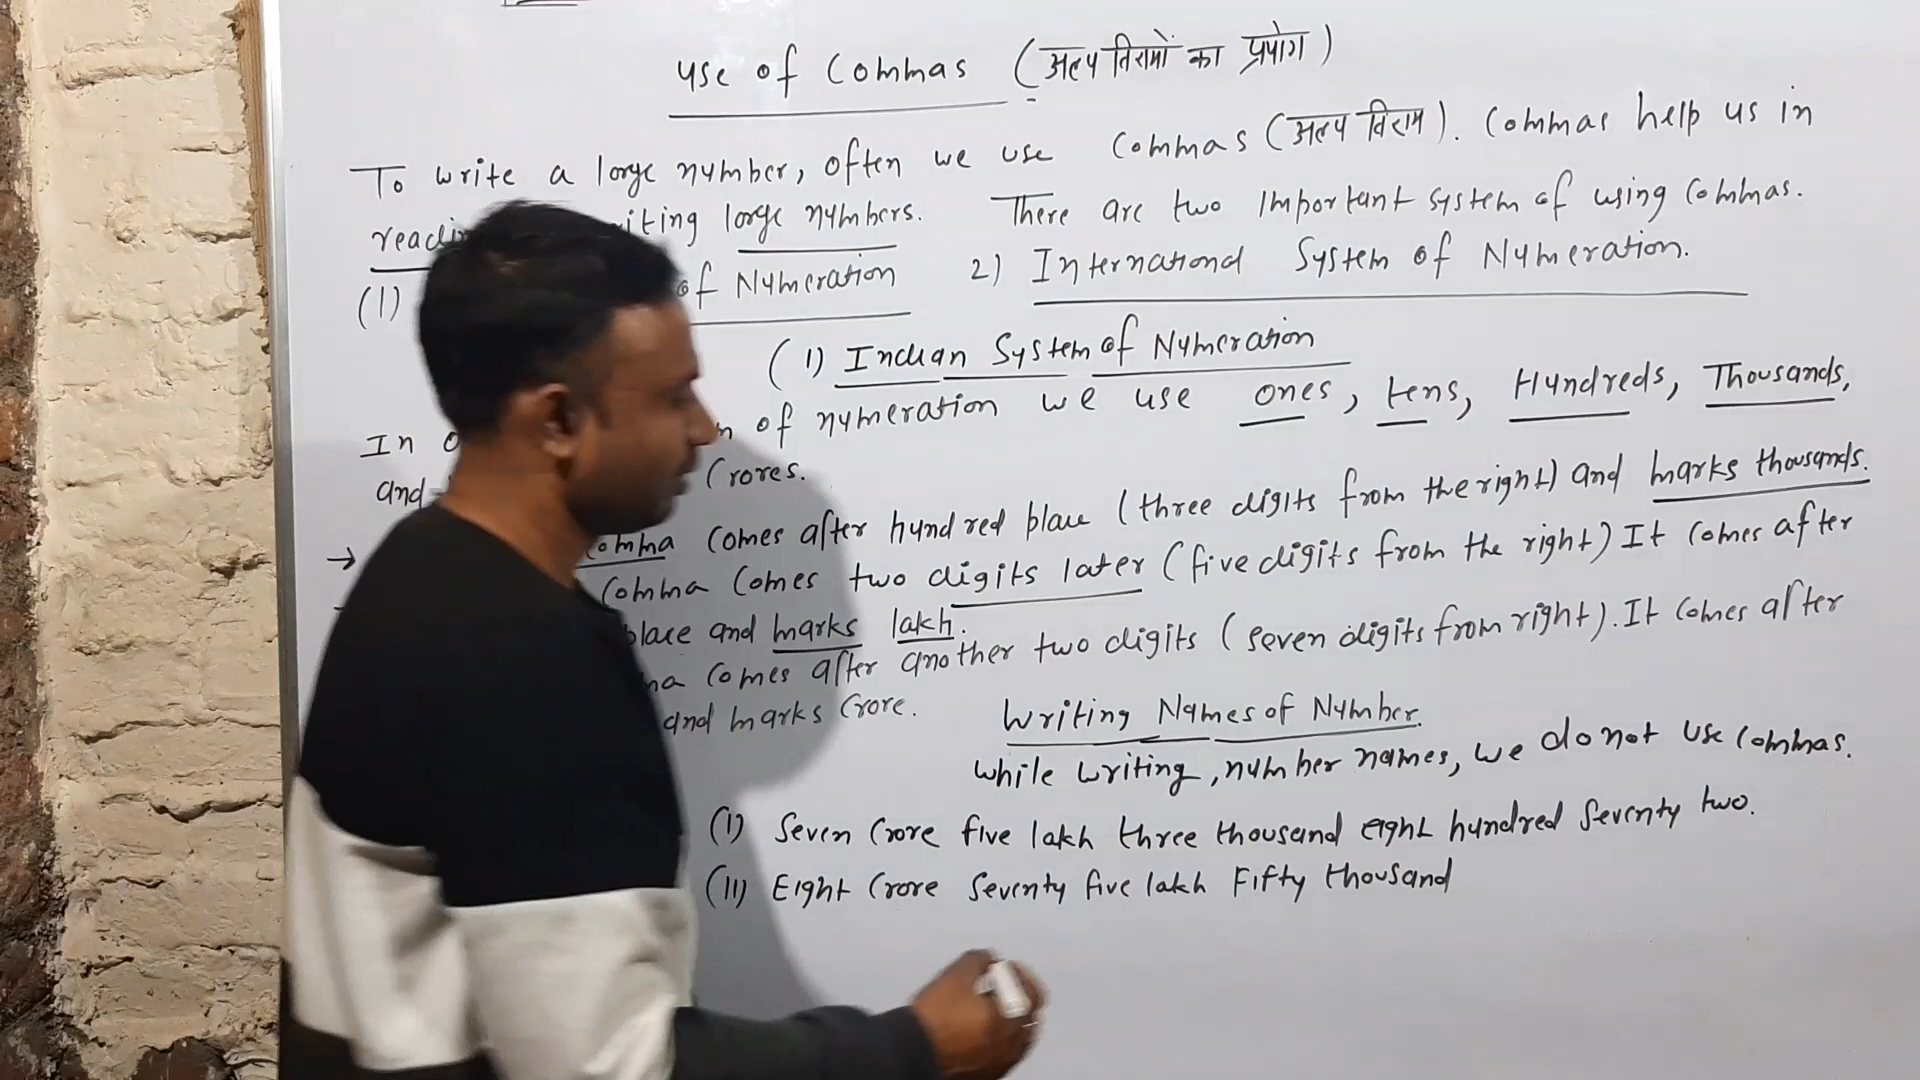 Use of Commas (अल्प विरामों का प्रयोग)
To write a large number, often we use Commas (अल्प विराम). Commas help us in
writing large numbers. There are two important system of using Commas.
(1) of Numeration 2) International System of Numeration.
(1) Indian System of Numeration
In of numeration we use ones, tens, Hundreds, Thousands,
and Crores.
→ Comma Comes after hundred place (three digits from the right) and marks thousands.
Comma Comes two digits later (five digits from the right) It Comes after
place and marks lakh.
Comes after another two digits (seven digits from right). It Comes after
and marks Crore.
Writing Names of Number.
While writing, number names, we do not use Commas.
(I) Seven Crore five lakh three thousand eight hundred Seventy two.
(II) Eight Crore Seventy five lakh Fifty thousand